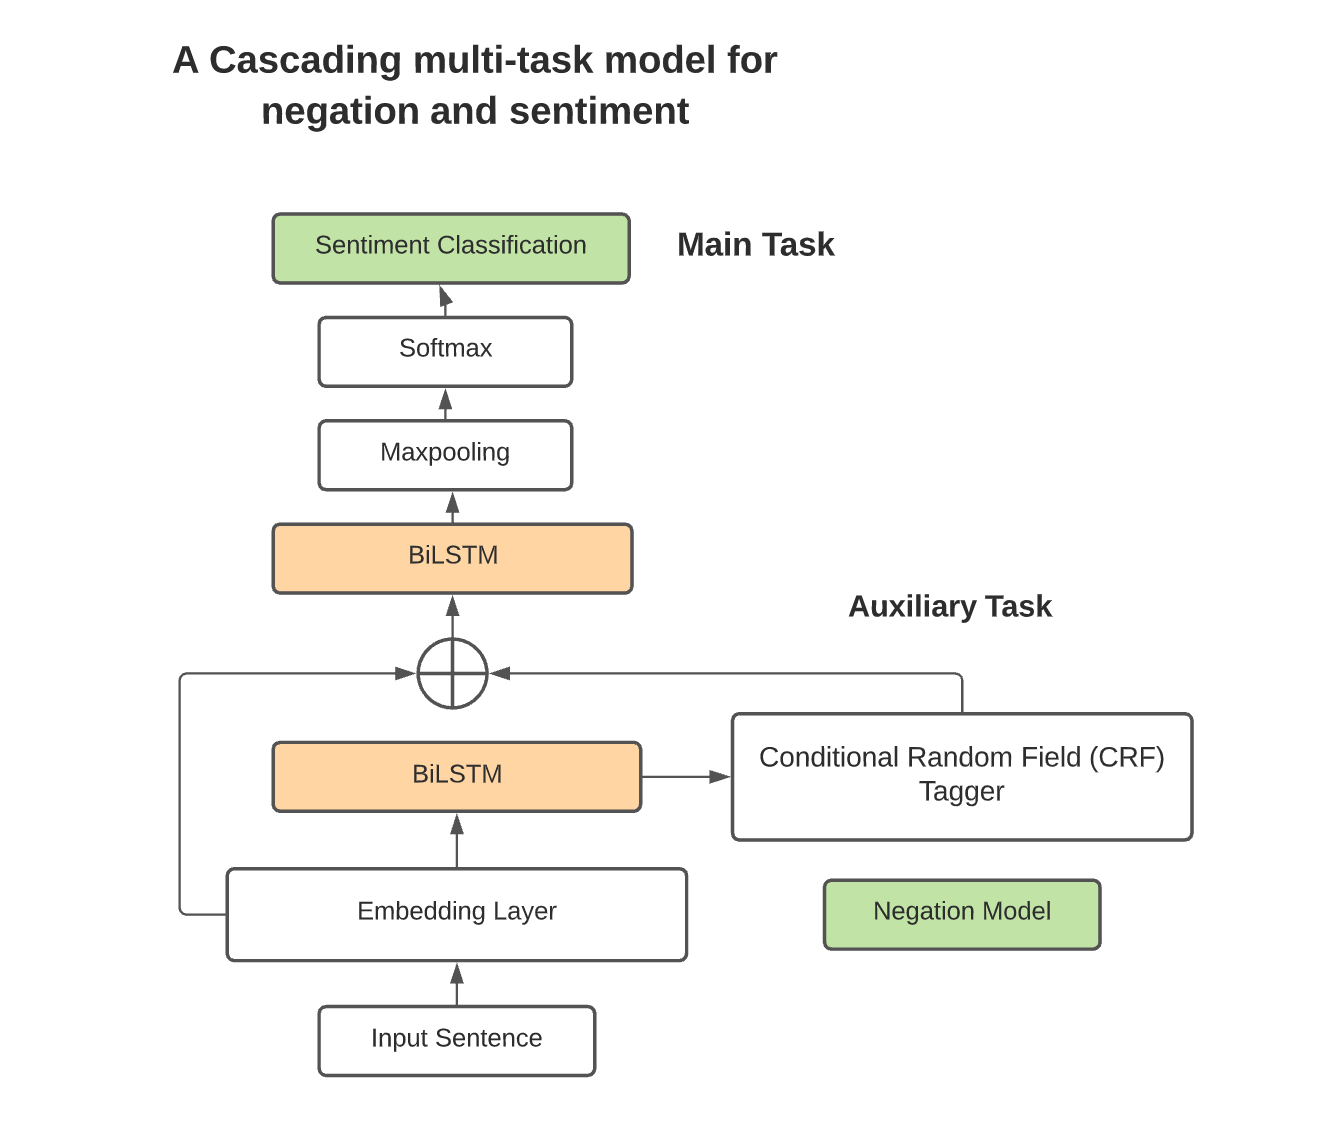 A Cascading multi-task model for
negation and sentiment
Sentiment Classification
Main Task
Softmax
Maxpooling
BiLSTM
Auxiliary Task
BiLSTM
Conditional Random Field (CRF)
Tagger
Embedding Layer
Negation Model
Input Sentence